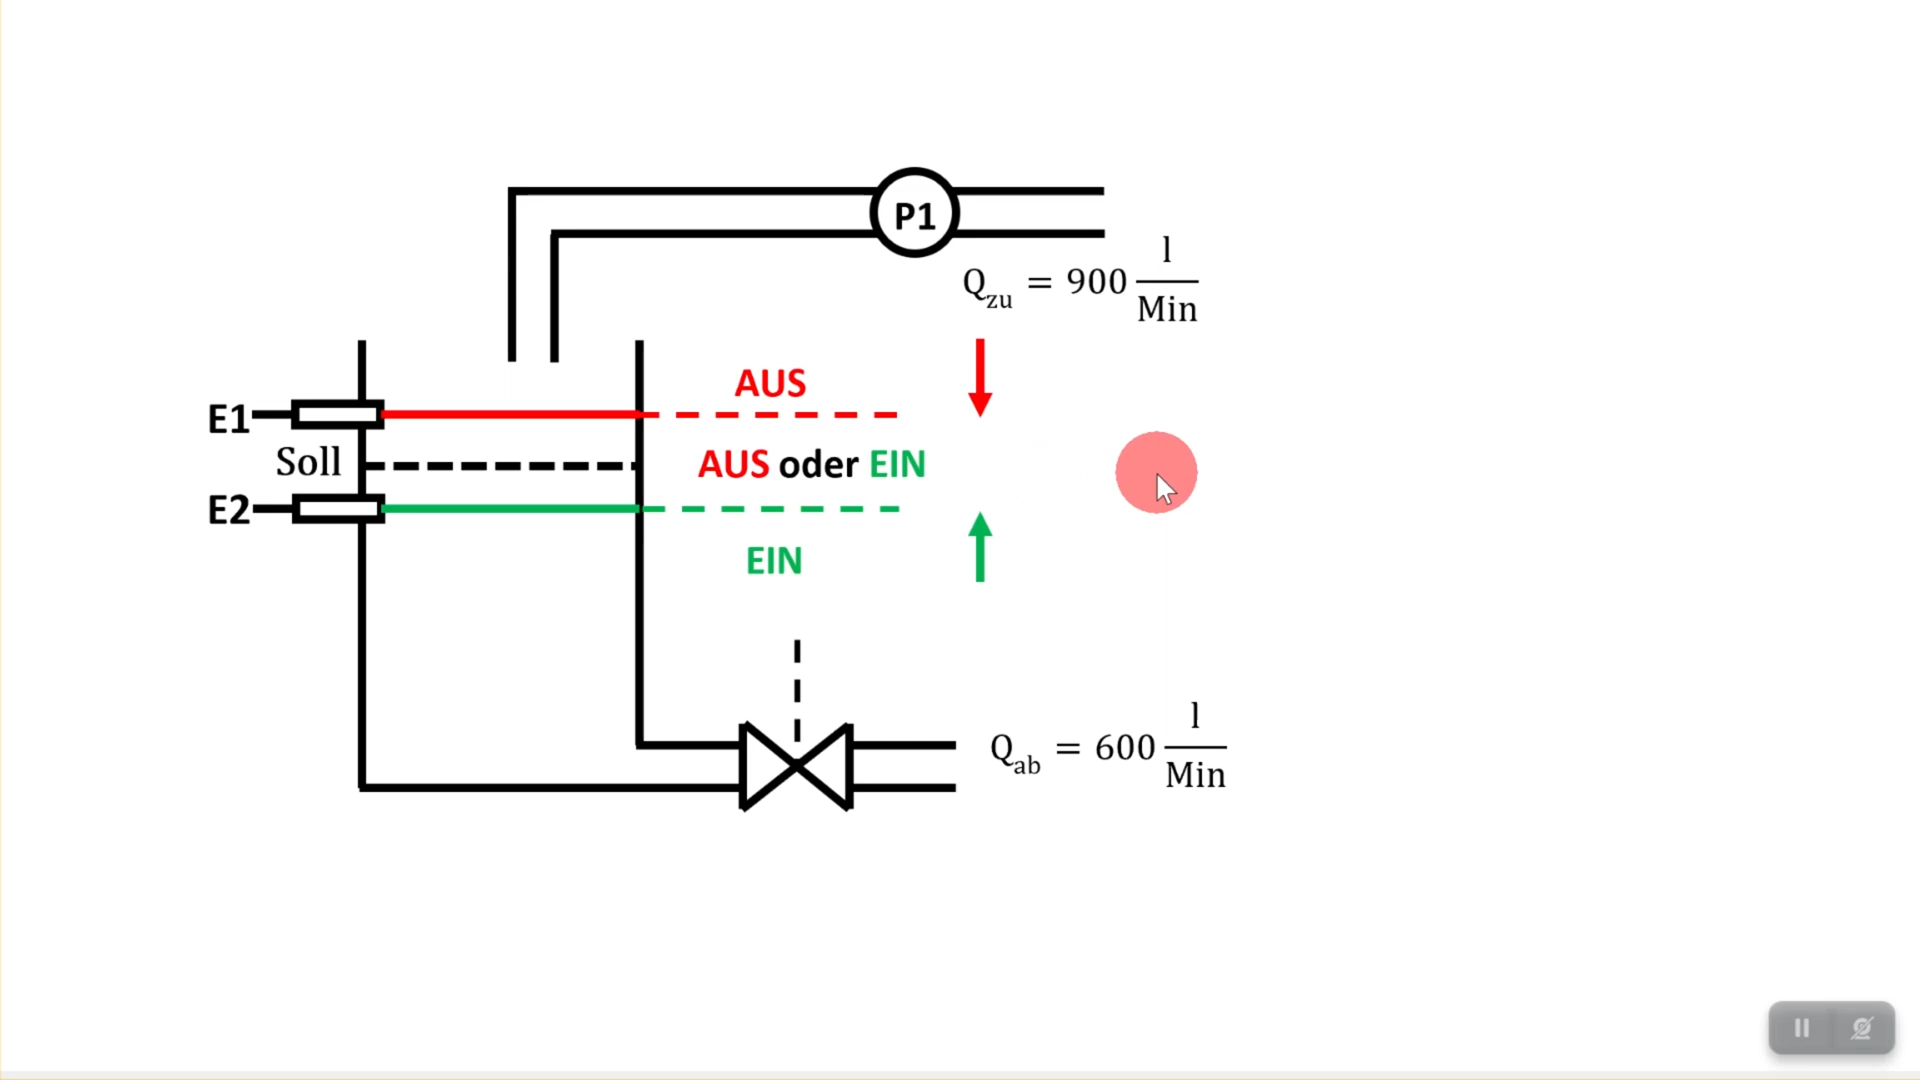 P1
Q_zu = 900 l/Min
AUS
E1
Soll
AUS oder EIN
E2
EIN
Q_ab = 600 l/Min